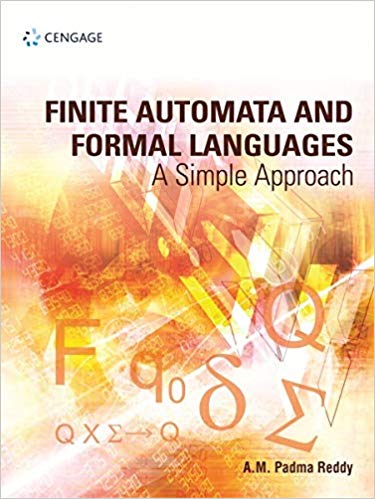 CENGAGE
FINITE AUTOMATA AND
FORMAL LANGUAGES
A Simple Approach
Q
F
q0
δ
Σ
Q X Σ→Q
A.M. Padma Reddy